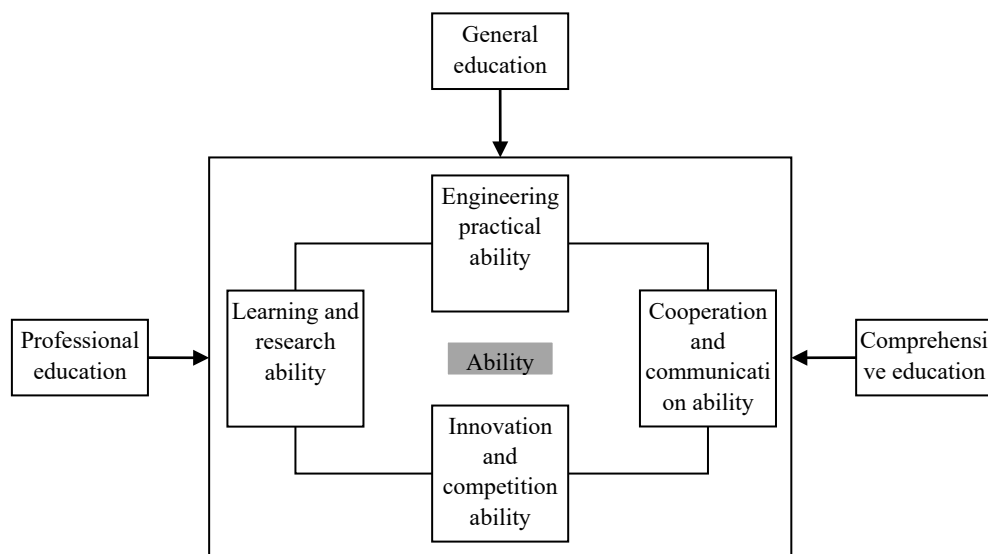 General
education
Engineering
practical
ability
Learning and
research
ability
Cooperation
and
communicati
on ability
Professional
education
Ability
Comprehensi
ve education
Innovation
and
competition
ability